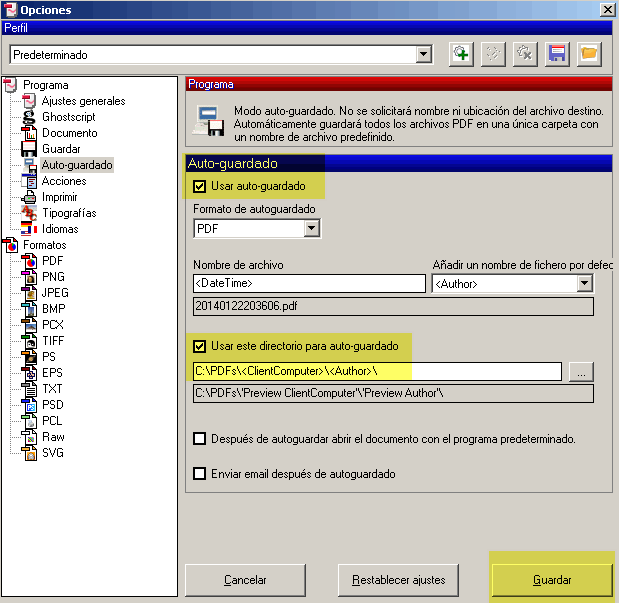 Opciones
Perfil
Predeterminado
Programa
Ajustes generales
Ghostscript
Documento
Guardar
Auto-guardado
Acciones
Imprimir
Tipografías
Idiomas
Formatos
PDF
PNG
JPEG
BMP
PCX
TIFF
PS
EPS
TXT
PSD
PCL
Raw
SVG
Programa
Modo auto-guardado. No se solicitará nombre ni ubicación del archivo destino.
Automáticamente guardará todos los archivos PDF en una única carpeta con
un nombre de archivo predefinido.
Auto-guardado
Usar auto-guardado
Formato de autoguardado
PDF
Nombre de archivo
Añadir un nombre de fichero por defec
<DateTime>
<Author>
20140122203606.pdf
Usar este directorio para auto-guardado
C:\PDFs\<ClientComputer>\<Author>\
...
C:\PDFs\'Preview ClientComputer'\'Preview Author'\
Después de autoguardar abrir el documento con el programa predeterminado.
Enviar email después de autoguardado
Cancelar
Restablecer ajustes
Guardar